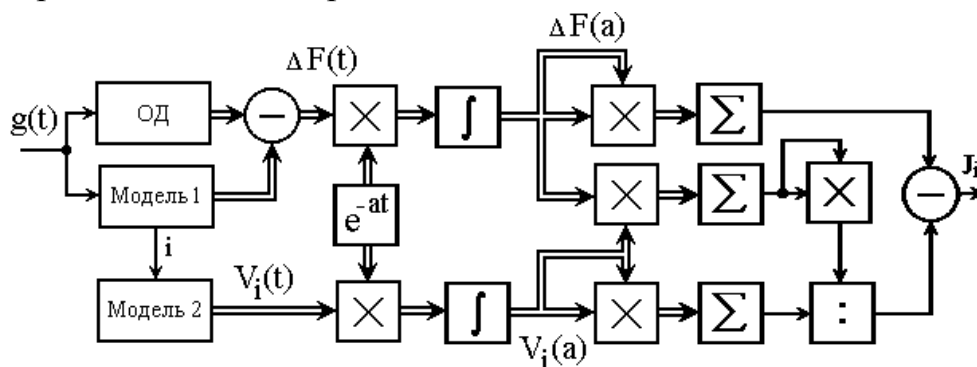 ΔF(a)
ΔF(t)
g(t)
ОД
−
×
∫
×
Σ
Модель 1
e^-at
×
Σ
×
−
J_i
i
Модель 2
V_i(t)
×
∫
V_i(a)
×
Σ
: